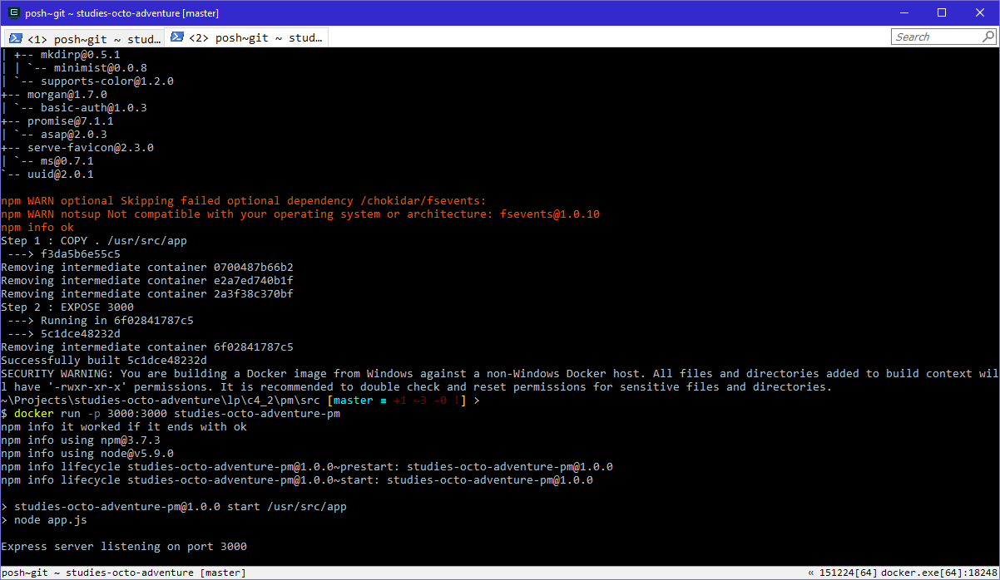 posh~git ~ studies-octo-adventure [master]
<1> posh~git ~ stud… <2> posh~git ~ stud… Search
| +-- mkdirp@0.5.1
| | `-- minimist@0.0.8
| `-- supports-color@1.2.0
+-- morgan@1.7.0
| `-- basic-auth@1.0.3
+-- promise@7.1.1
| `-- asap@2.0.3
+-- serve-favicon@2.3.0
| `-- ms@0.7.1
`-- uuid@2.0.1
npm WARN optional Skipping failed optional dependency /chokidar/fsevents:
npm WARN notsup Not compatible with your operating system or architecture: fsevents@1.0.10
npm info ok
Step 1 : COPY . /usr/src/app
 ---> f3da5b6e55c5
Removing intermediate container 0700487b66b2
Removing intermediate container e2a7ed740b1f
Removing intermediate container 2a3f38c370bf
Step 2 : EXPOSE 3000
 ---> Running in 6f02841787c5
 ---> 5c1dce48232d
Removing intermediate container 6f02841787c5
Successfully built 5c1dce48232d
SECURITY WARNING: You are building a Docker image from Windows against a non-Windows Docker host. All files and directories added to build context wil
l have '-rwxr-xr-x' permissions. It is recommended to double check and reset permissions for sensitive files and directories.
~\Projects\studies-octo-adventure\lp\c4_2\pm\src [master ≡ +1 ~3 -0 !] >
$ docker run -p 3000:3000 studies-octo-adventure-pm
npm info it worked if it ends with ok
npm info using npm@3.7.3
npm info using node@v5.9.0
npm info lifecycle studies-octo-adventure-pm@1.0.0~prestart: studies-octo-adventure-pm@1.0.0
npm info lifecycle studies-octo-adventure-pm@1.0.0~start: studies-octo-adventure-pm@1.0.0
> studies-octo-adventure-pm@1.0.0 start /usr/src/app
> node app.js
Express server listening on port 3000
posh~git ~ studies-octo-adventure [master] « 151224[64] docker.exe[64]:18248